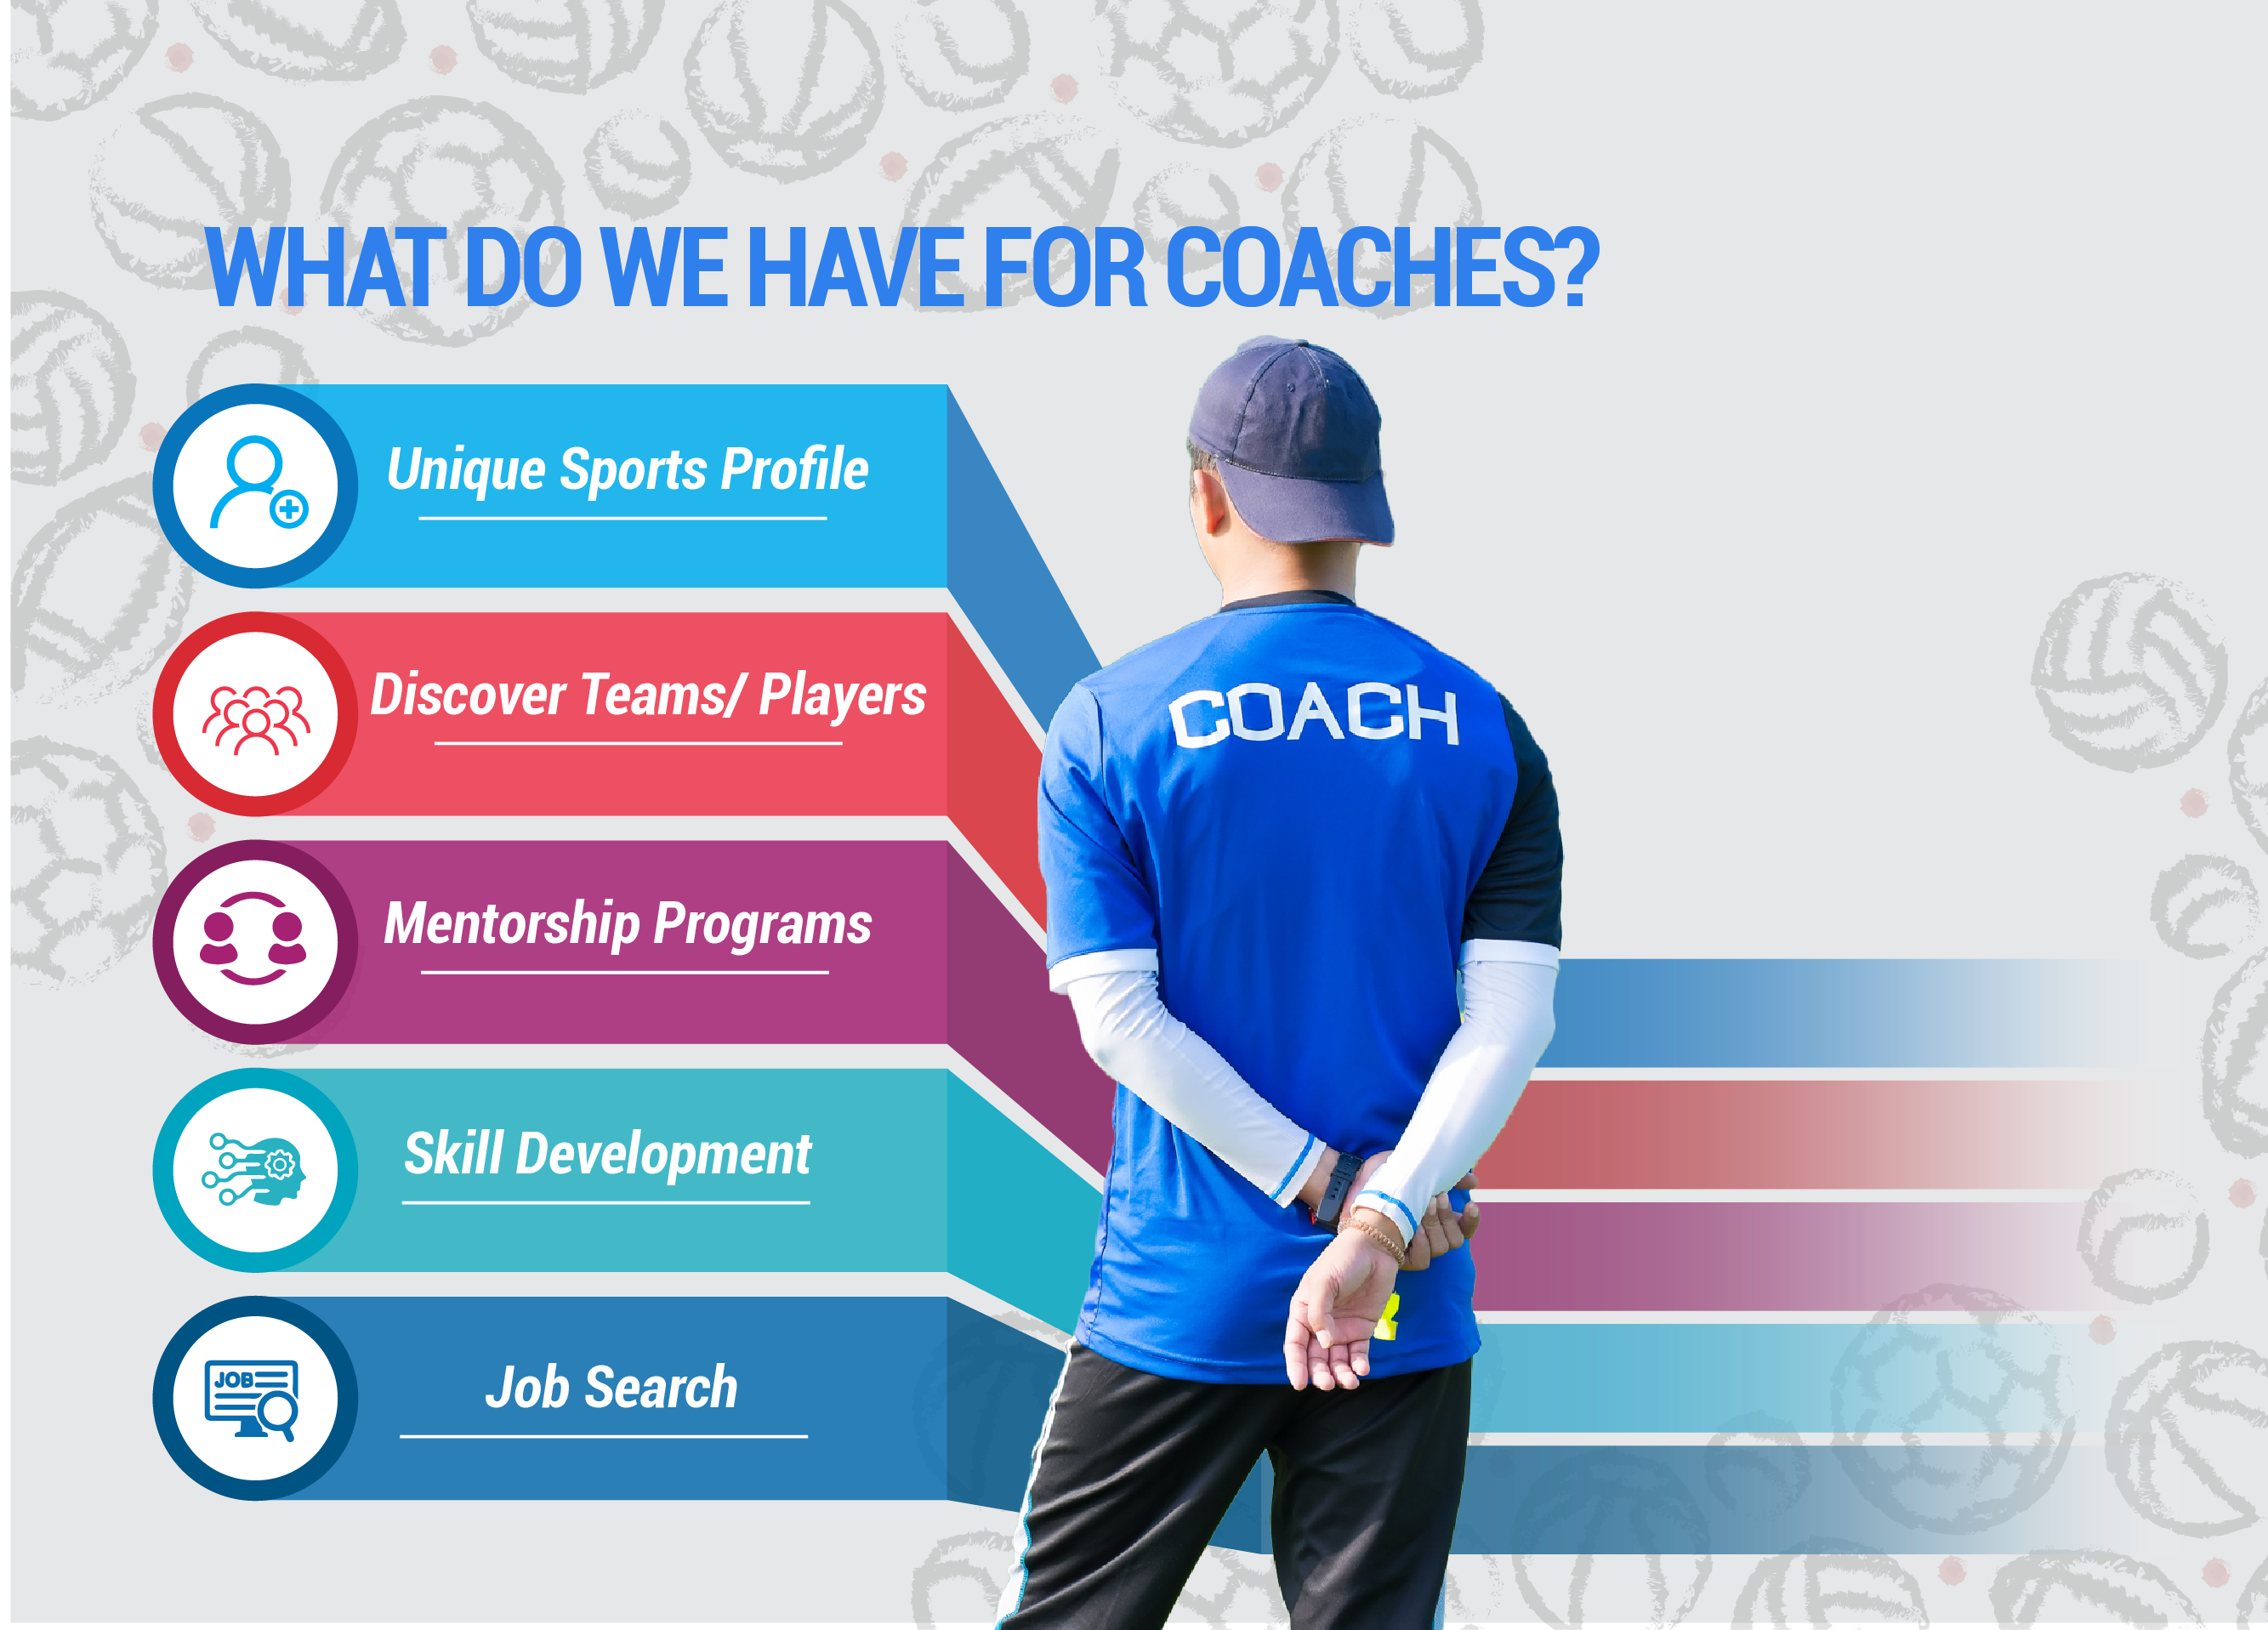 WHAT DO WE HAVE FOR COACHES?
Unique Sports Profile
Discover Teams/ Players
Mentorship Programs
Skill Development
JOB
Job Search
COACH